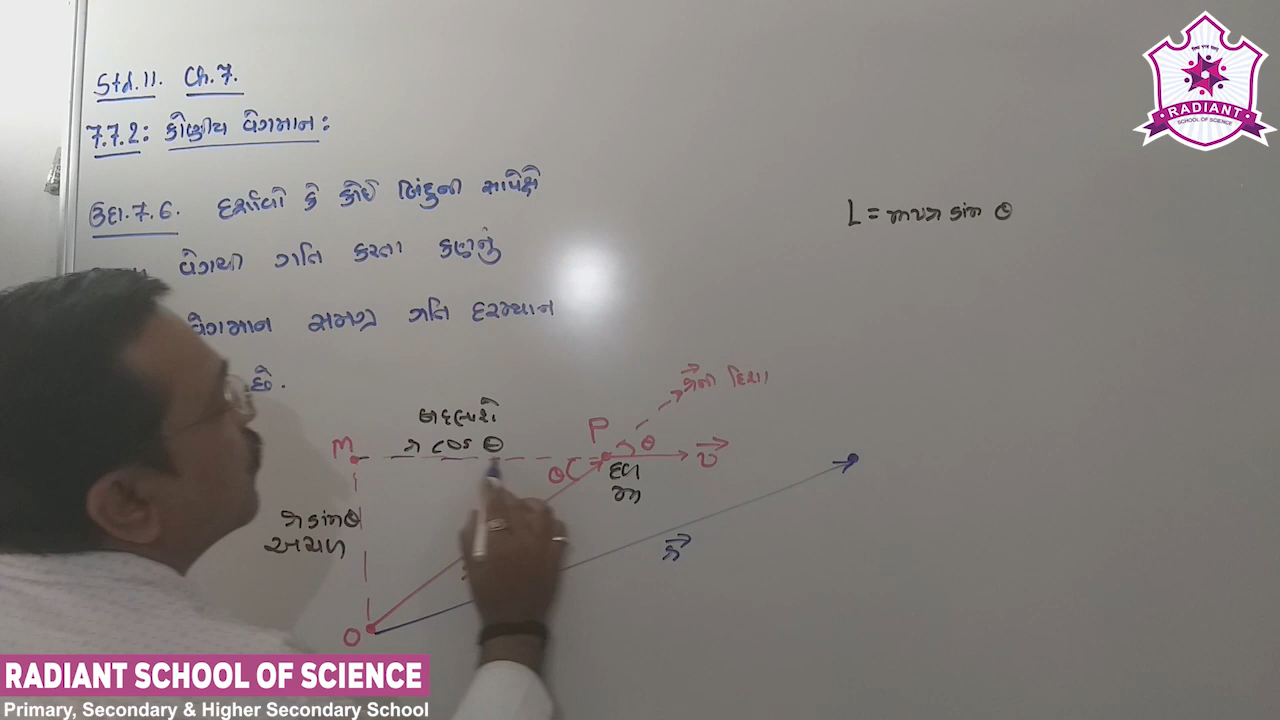 Std.11. Ch.7.
7.7.2: કોણીય વેગમાન:
ઉદા.7.6. દર્શાવો કે કોઈ બિંદુની સાપેક્ષે
વેગથી ગતિ કરતા કણનું
વેગમાન સમગ્ર ગતિ દરમ્યાન
છે.
L = mvr sin θ
r ની દિશા
બદલાશે
r cos θ
M
P
θ
v
θ
દળ
m
r sinθ
અચળ
r
O
RADIANT
SCHOOL OF SCIENCE
RADIANT SCHOOL OF SCIENCE
Primary, Secondary & Higher Secondary School